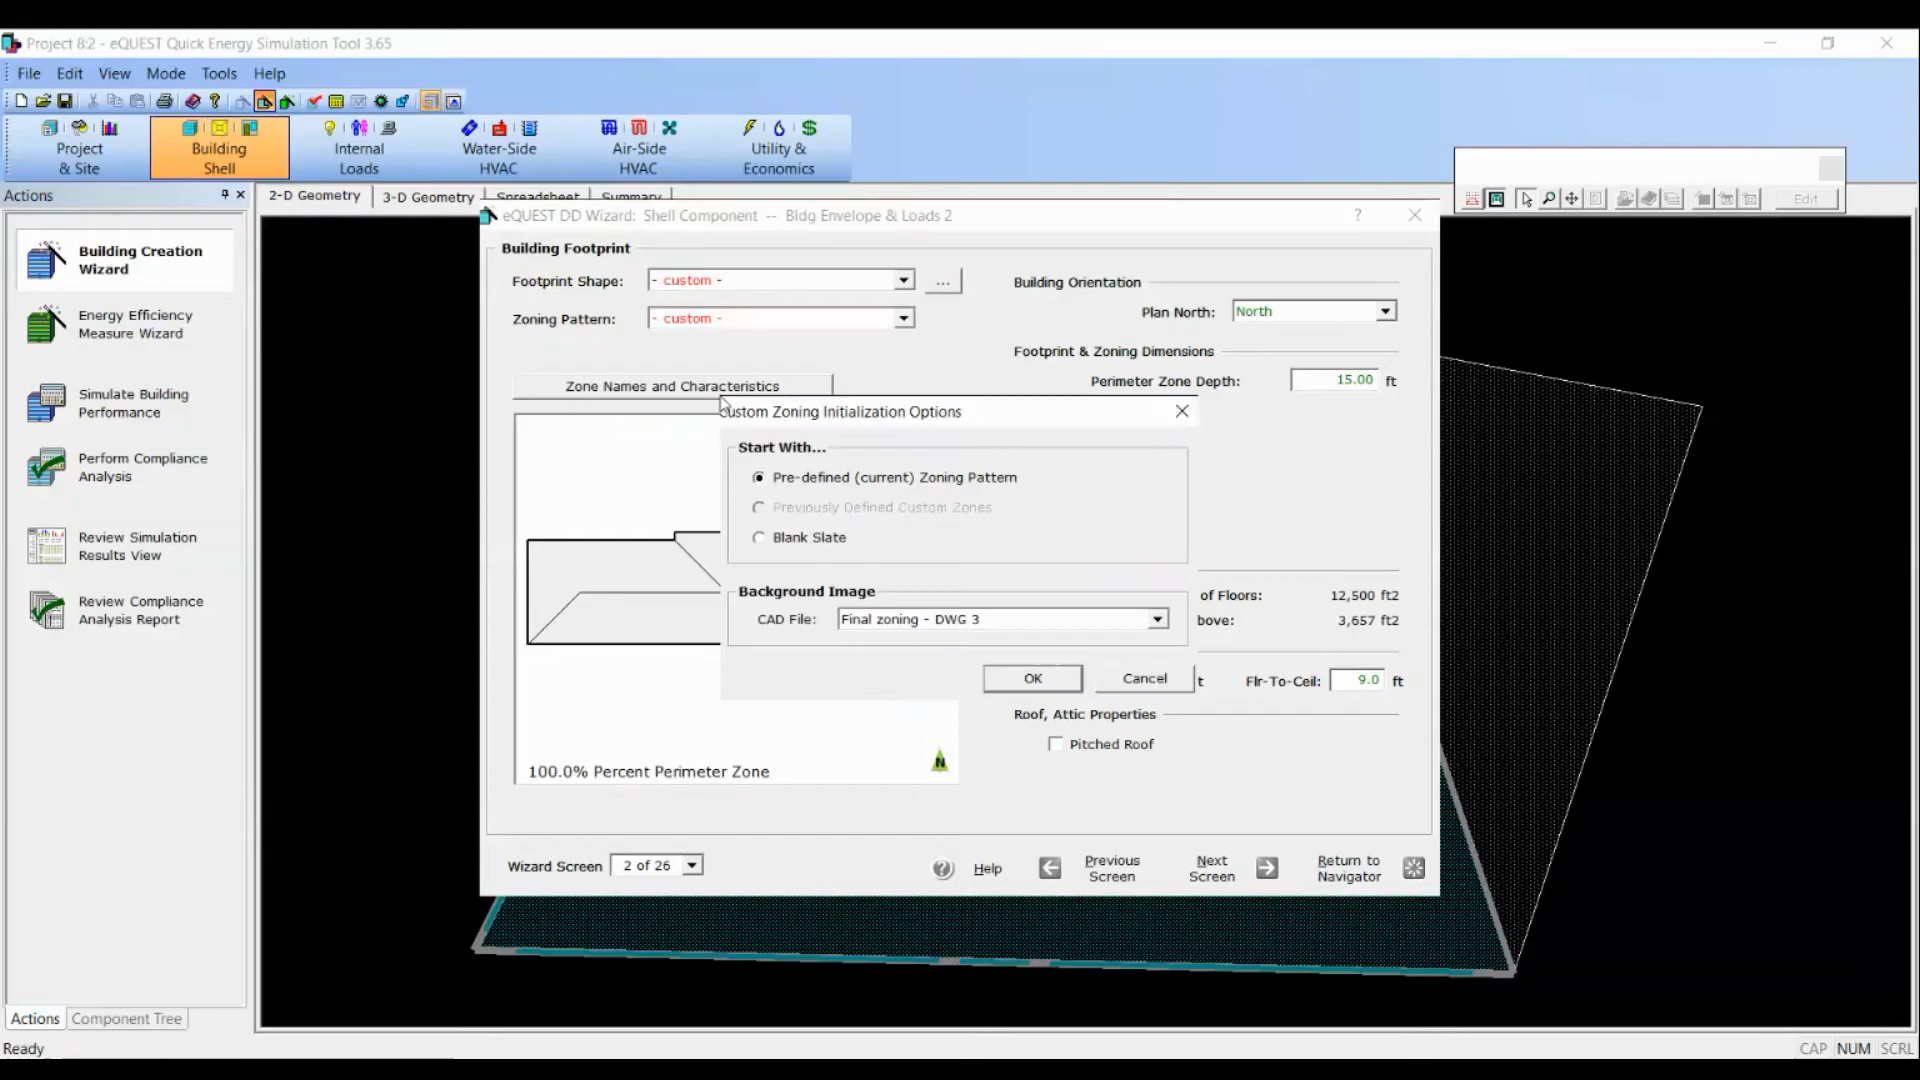 Project 8:2 - eQUEST Quick Energy Simulation Tool 3.65
File Edit View Mode Tools Help
Project & Site
Building Shell
Internal Loads
Water-Side HVAC
Air-Side HVAC
Utility & Economics
Actions
2-D Geometry 3-D Geometry Spreadsheet Summary
Edit
Building Creation
Wizard
Energy Efficiency
Measure Wizard
Simulate Building
Performance
Perform Compliance
Analysis
Review Simulation
Results View
Review Compliance
Analysis Report
Actions Component Tree
Ready
CAP NUM SCRL
eQUEST DD Wizard: Shell Component -- Bldg Envelope & Loads 2
Building Footprint
Footprint Shape: - custom - ...
Zoning Pattern: - custom -
Building Orientation
Plan North: North
Footprint & Zoning Dimensions
Perimeter Zone Depth: 15.00 ft
Zone Names and Characteristics
ustom Zoning Initialization Options
Start With...
Pre-defined (current) Zoning Pattern
Previously Defined Custom Zones
Blank Slate
Background Image
CAD File: Final zoning - DWG 3
OK Cancel
of Floors: 12,500 ft2
bove: 3,657 ft2
t Flr-To-Ceil: 9.0 ft
Roof, Attic Properties
Pitched Roof
100.0% Percent Perimeter Zone
N
Wizard Screen 2 of 26
Help
Previous
Screen
Next
Screen
Return to
Navigator